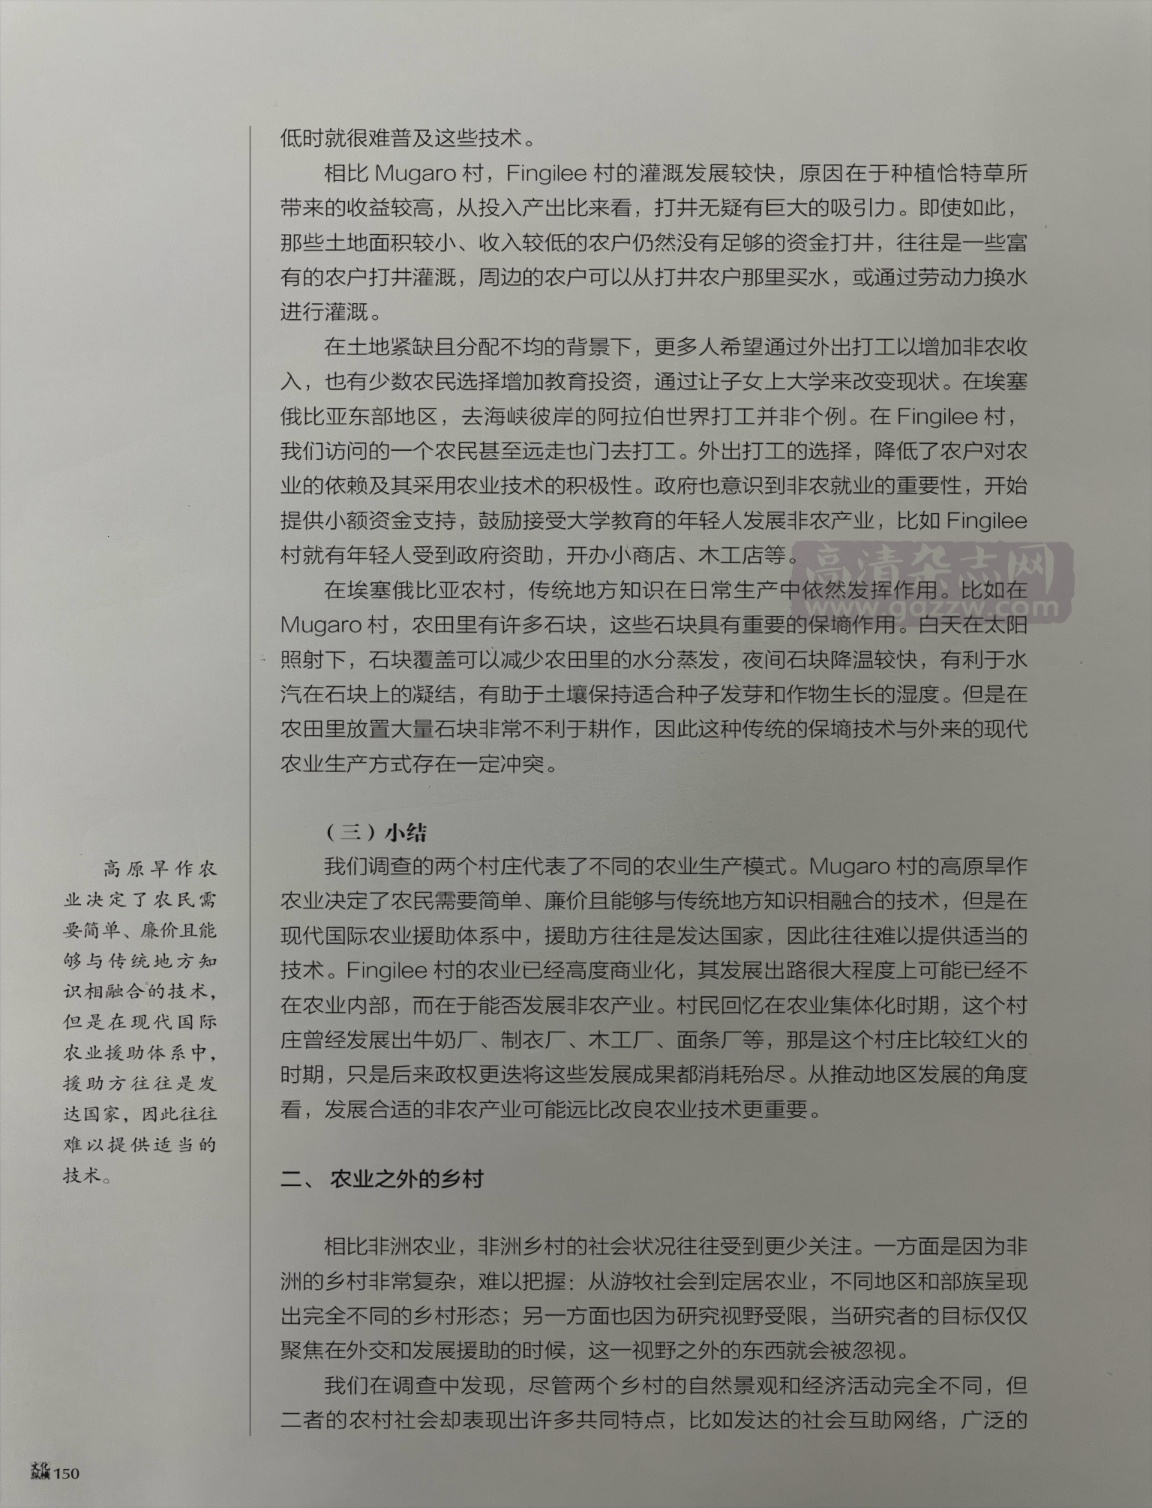 低时就很难普及这些技术。
相比 Mugaro 村，Fingilee 村的灌溉发展较快，原因在于种植恰特草所
带来的收益较高，从投入产出比来看，打井无疑有巨大的吸引力。即使如此，
那些土地面积较小、收入较低的农户仍然没有足够的资金打井，往往是一些富
有的农户打井灌溉，周边的农户可以从打井农户那里买水，或通过劳动力换水
进行灌溉。
在土地紧缺且分配不均的背景下，更多人希望通过外出打工以增加非农收
入，也有少数农民选择增加教育投资，通过让子女上大学来改变现状。在埃塞
俄比亚东部地区，去海峡彼岸的阿拉伯世界打工并非个例。在 Fingilee 村，
我们访问的一个农民甚至远走也门去打工。外出打工的选择，降低了农户对农
业的依赖及其采用农业技术的积极性。政府也意识到非农就业的重要性，开始
提供小额资金支持，鼓励接受大学教育的年轻人发展非农产业，比如 Fingilee
村就有年轻人受到政府资助，开办小商店、木工店等。
在埃塞俄比亚农村，传统地方知识在日常生产中依然发挥作用。比如在
Mugaro 村，农田里有许多石块，这些石块具有重要的保墒作用。白天在太阳
照射下，石块覆盖可以减少农田里的水分蒸发，夜间石块降温较快，有利于水
汽在石块上的凝结，有助于土壤保持适合种子发芽和作物生长的湿度。但是在
农田里放置大量石块非常不利于耕作，因此这种传统的保墒技术与外来的现代
农业生产方式存在一定冲突。
（三）小结
我们调查的两个村庄代表了不同的农业生产模式。Mugaro 村的高原旱作
农业决定了农民需要简单、廉价且能够与传统地方知识相融合的技术，但是在
现代国际农业援助体系中，援助方往往是发达国家，因此往往难以提供适当的
技术。Fingilee 村的农业已经高度商业化，其发展出路很大程度上可能已经不
在农业内部，而在于能否发展非农产业。村民回忆在农业集体化时期，这个村
庄曾经发展出牛奶厂、制衣厂、木工厂、面条厂等，那是这个村庄比较红火的
时期，只是后来政权更迭将这些发展成果都消耗殆尽。从推动地区发展的角度
看，发展合适的非农产业可能远比改良农业技术更重要。
二、农业之外的乡村
相比非洲农业，非洲乡村的社会状况往往受到更少关注。一方面是因为非
洲的乡村非常复杂，难以把握：从游牧社会到定居农业，不同地区和部族呈现
出完全不同的乡村形态；另一方面也因为研究视野受限，当研究者的目标仅仅
聚焦在外交和发展援助的时候，这一视野之外的东西就会被忽视。
我们在调查中发现，尽管两个乡村的自然景观和经济活动完全不同，但
二者的农村社会却表现出许多共同特点，比如发达的社会互助网络，广泛的
高原旱作农
业决定了农民需
要简单、廉价且能
够与传统地方知
识相融合的技术，
但是在现代国际
农业援助体系中，
援助方往往是发
达国家，因此往往
难以提供适当的
技术。
文化
纵横 150
高清杂志网
www.gqzzw.com